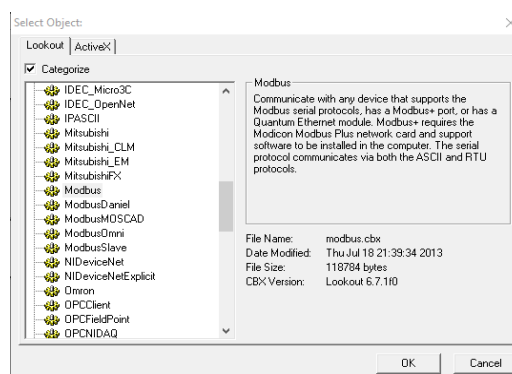 Select Object:
Lookout
ActiveX
Categorize
IDEC_Micro3C
IDEC_OpenNet
IPASCII
Mitsubishi
Mitsubishi_CLM
Mitsubishi_EM
MitsubishiFX
Modbus
ModbusDaniel
ModbusMOSCAD
ModbusOmni
ModbusSlave
NIDeviceNet
NIDeviceNetExplicit
Omron
OPCClient
OPCFieldPoint
OPCNIDAQ
Modbus
Communicate with any device that supports the
Modbus serial protocols, has a Modbus+ port, or has a
Quantum Ethernet module. Modbus+ requires the
Modicon Modbus Plus network card and support
software to be installed in the computer. The serial
protocol communicates via both the ASCII and RTU
protocols.
File Name: modbus.cbx
Date Modified: Thu Jul 18 21:39:34 2013
File Size: 118784 bytes
CBX Version: Lookout 6.7.1f0
OK
Cancel